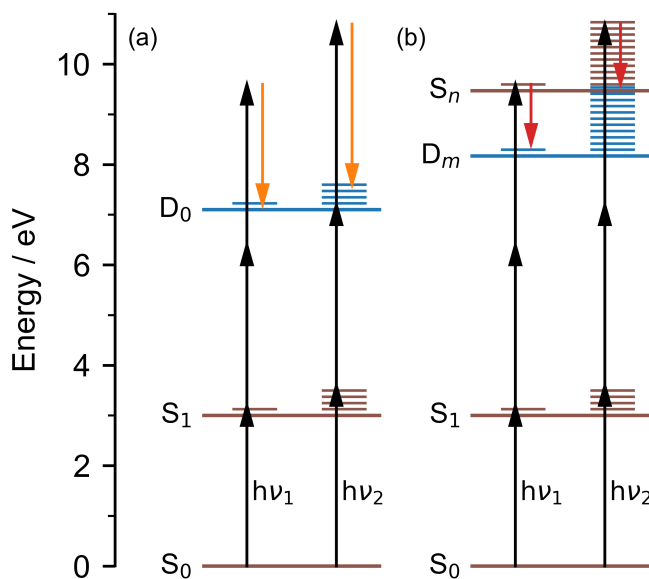 Energy / eV
10
8
6
4
2
0
(a)
D₀
S₁
S₀
hν₁
hν₂
(b)
Sₙ
Dₘ
S₁
S₀
hν₁
hν₂